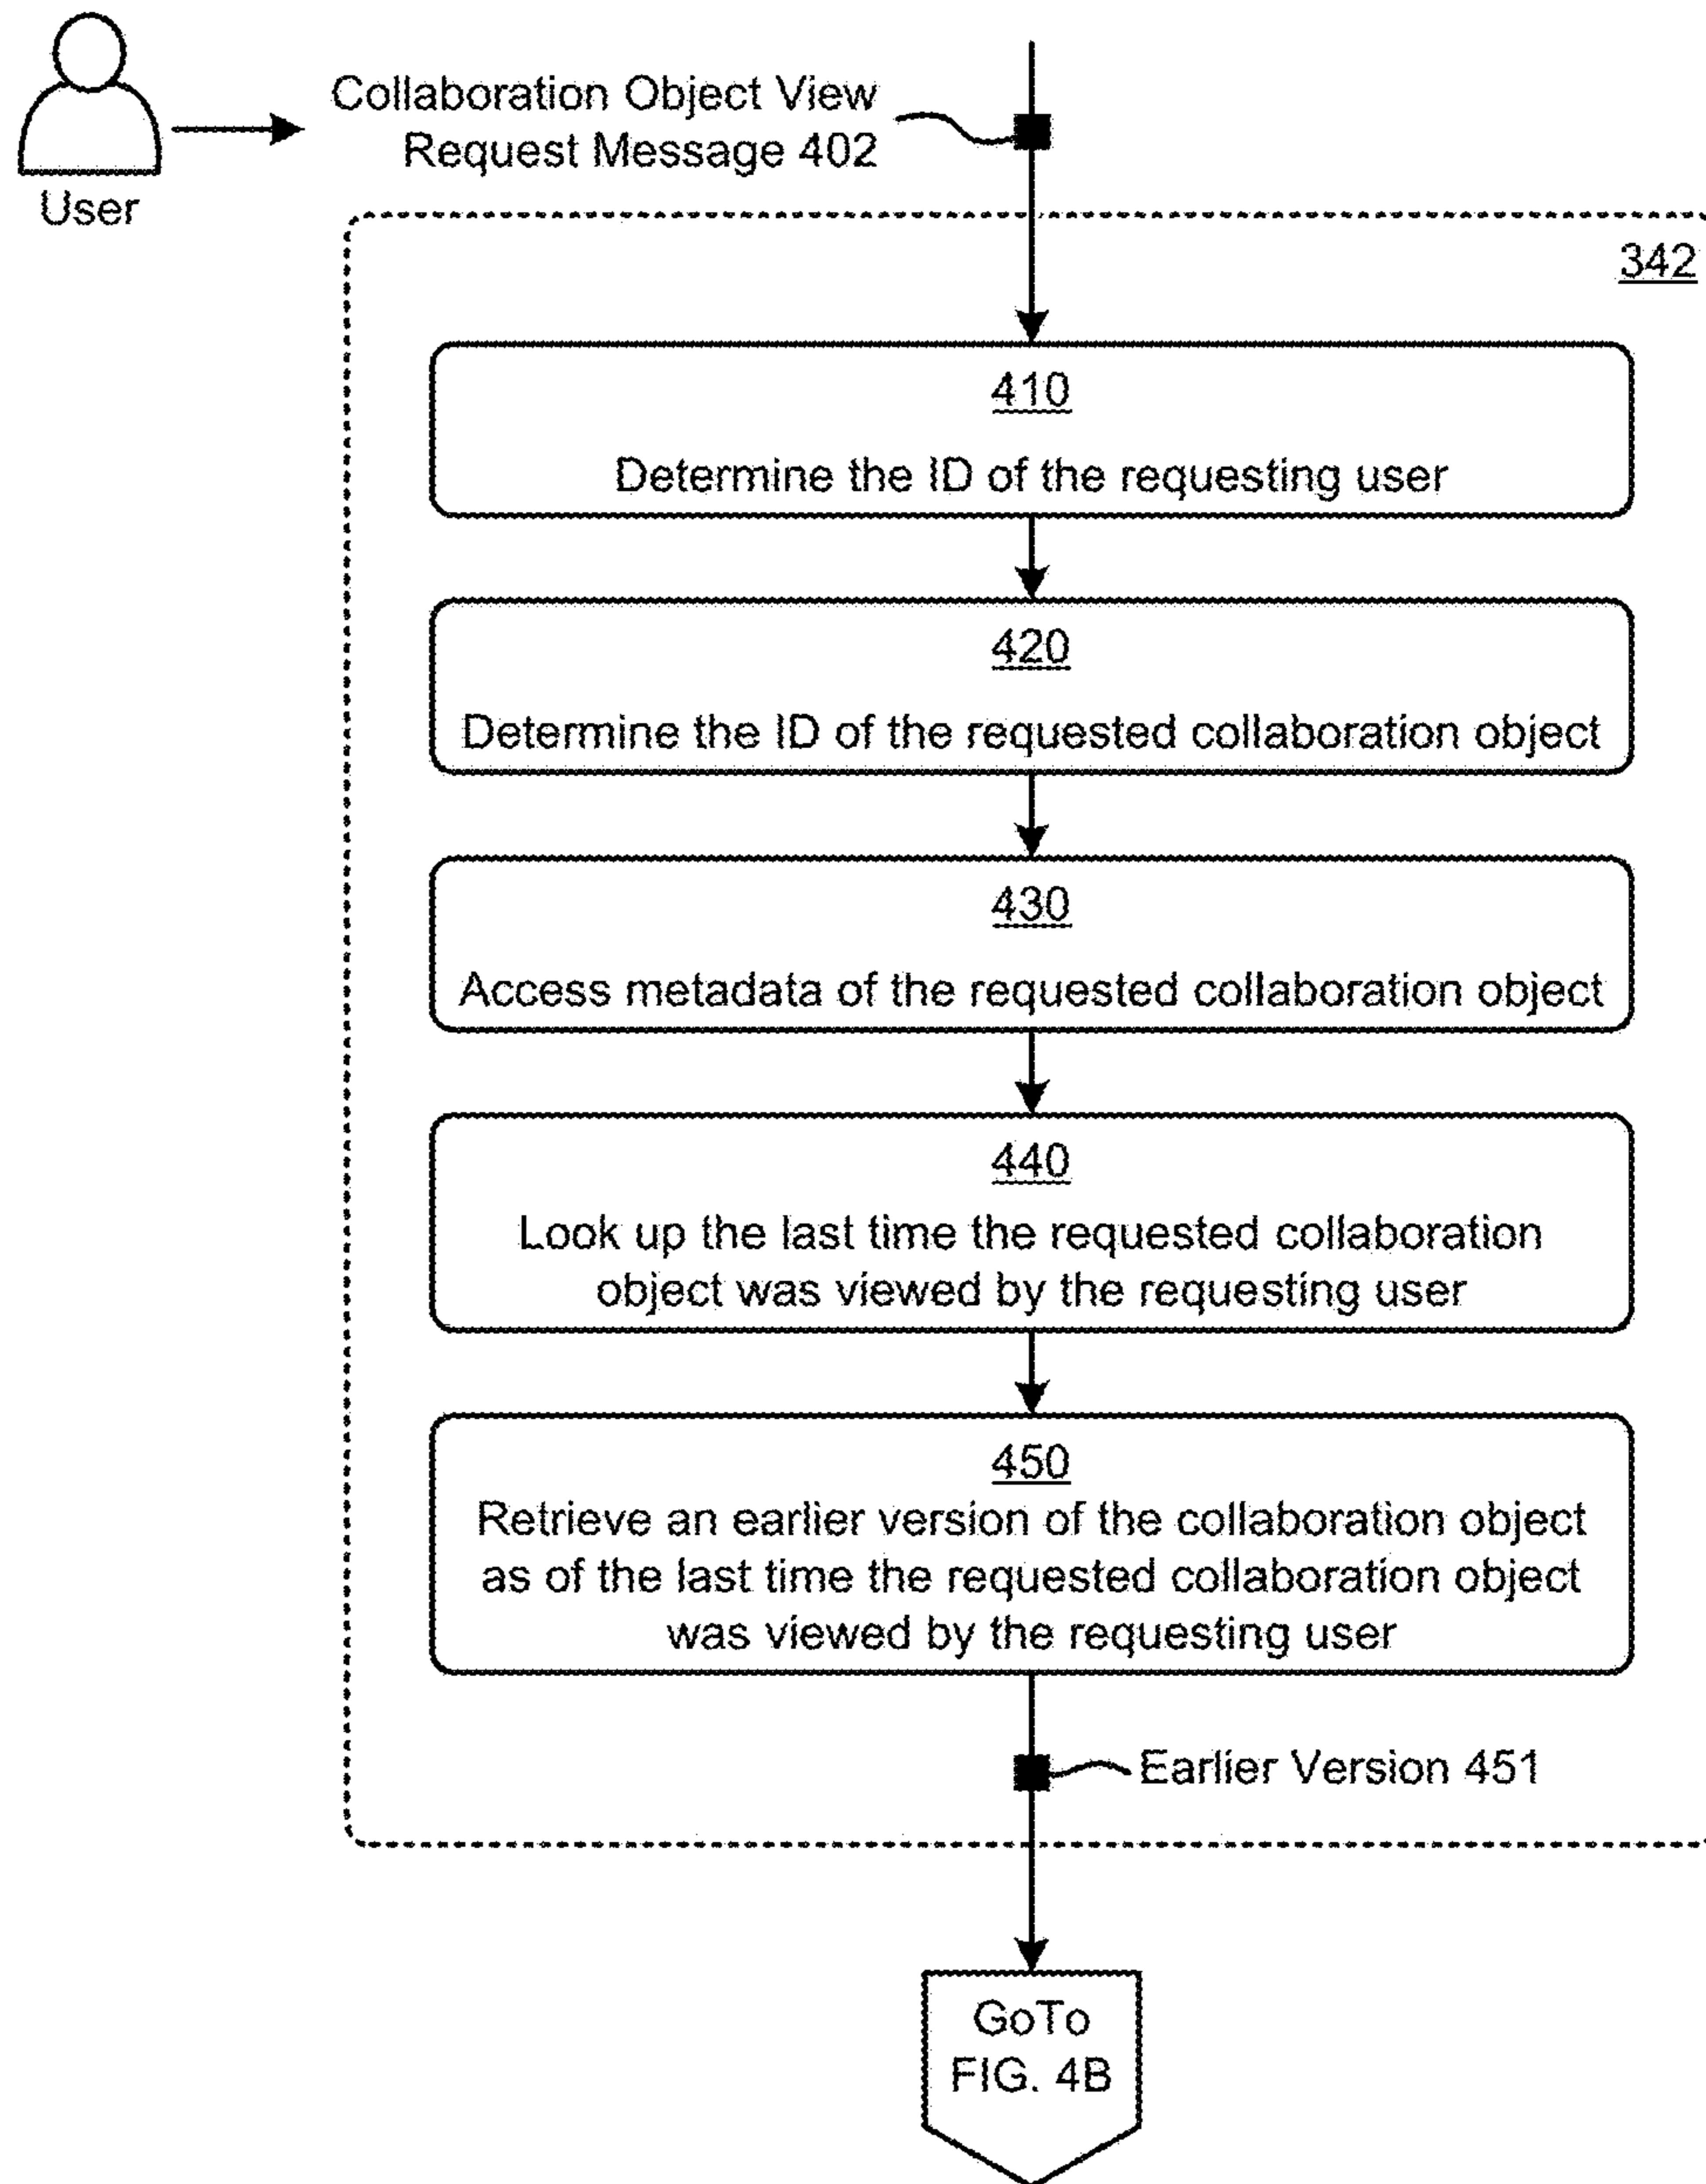 Collaboration Object View
Request Message 402
User
342
410
Determine the ID of the requesting user
420
Determine the ID of the requested collaboration object
430
Access metadata of the requested collaboration object
440
Look up the last time the requested collaboration
object was viewed by the requesting user
450
Retrieve an earlier version of the collaboration object
as of the last time the requested collaboration object
was viewed by the requesting user
Earlier Version 451
GoTo
FIG. 4B